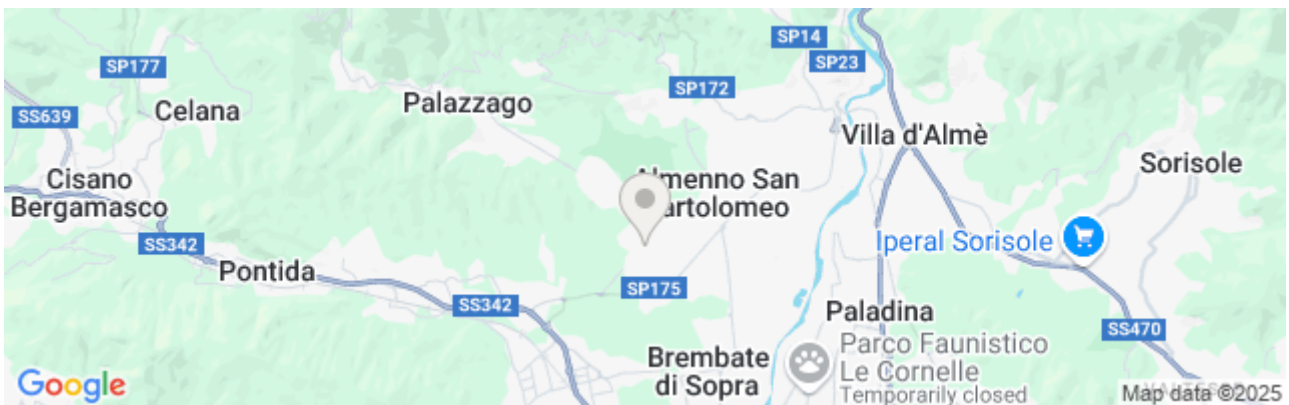 SP14
SP23
SP177
SP172
Palazzago
Celana
SS639
Villa d'Almè
Sorisole
Cisano
Bergamasco
Almenno San
Bartolomeo
Iperal Sorisole
SS342
Pontida
SP175
SS342
Paladina
SS470
Parco Faunistico
Le Cornelle
Temporarily closed
Brembate
di Sopra
Google
Map data ©2025